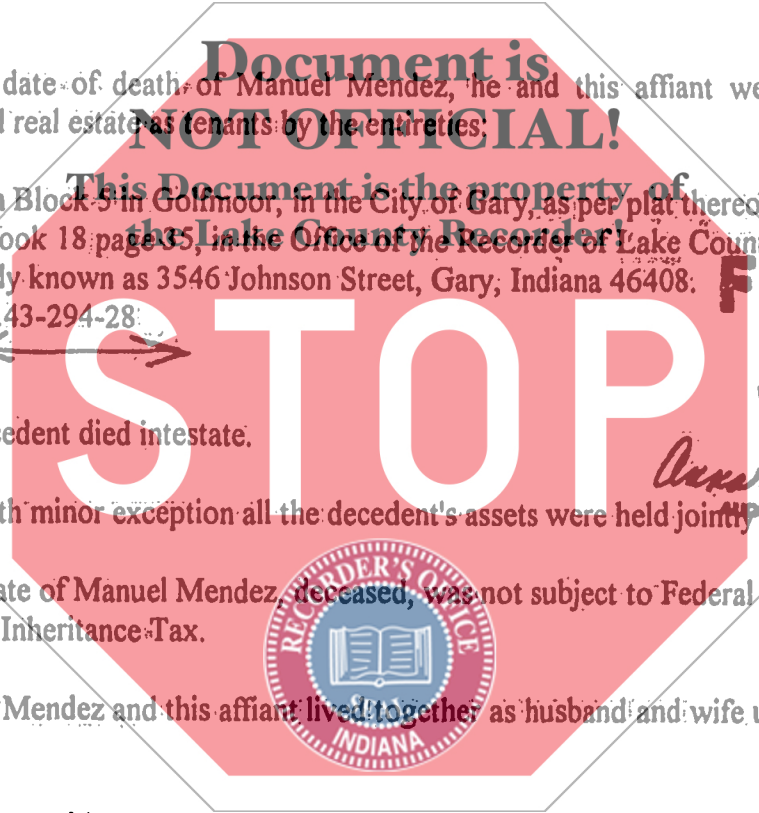 Document is
NOT OFFICIAL!
This Document is the property of
the Lake County Recorder!
date of death of Manuel Mendez, he and this affiant we
real estate as tenants by the entireties:
Block 5 in Golfmoor, in the City of Gary, as per plat thereo
ook 18 page 35, in the Office of the Recorder of Lake Coun
ly known as 3546 Johnson Street, Gary, Indiana 46408.
F
43-294-28
STOP
edent died intestate.
Anna
th minor exception all the decedent's assets were held jointly
ate of Manuel Mendez, deceased, was not subject to Federal
Inheritance Tax.
RECORDER'S OFFICE
SEAL
INDIANA
Mendez and this affiant lived together as husband and wife u